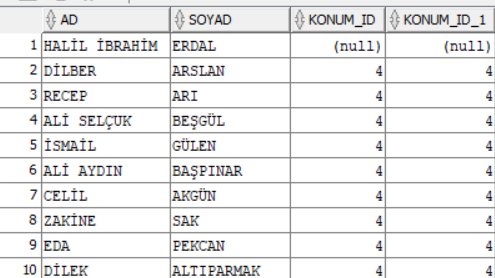 AD SOYAD KONUM_ID KONUM_ID_1
1 HALİL İBRAHİM ERDAL (null) (null)
2 DİLBER ARSLAN 4 4
3 RECEP ARI 4 4
4 ALİ SELÇUK BEŞGÜL 4 4
5 İSMAİL GÜLEN 4 4
6 ALİ AYDIN BAŞPINAR 4 4
7 CELİL AKGÜN 4 4
8 ZAKİNE SAK 4 4
9 EDA PEKCAN 4 4
10 DİLEK ALTIPARMAK 4 4